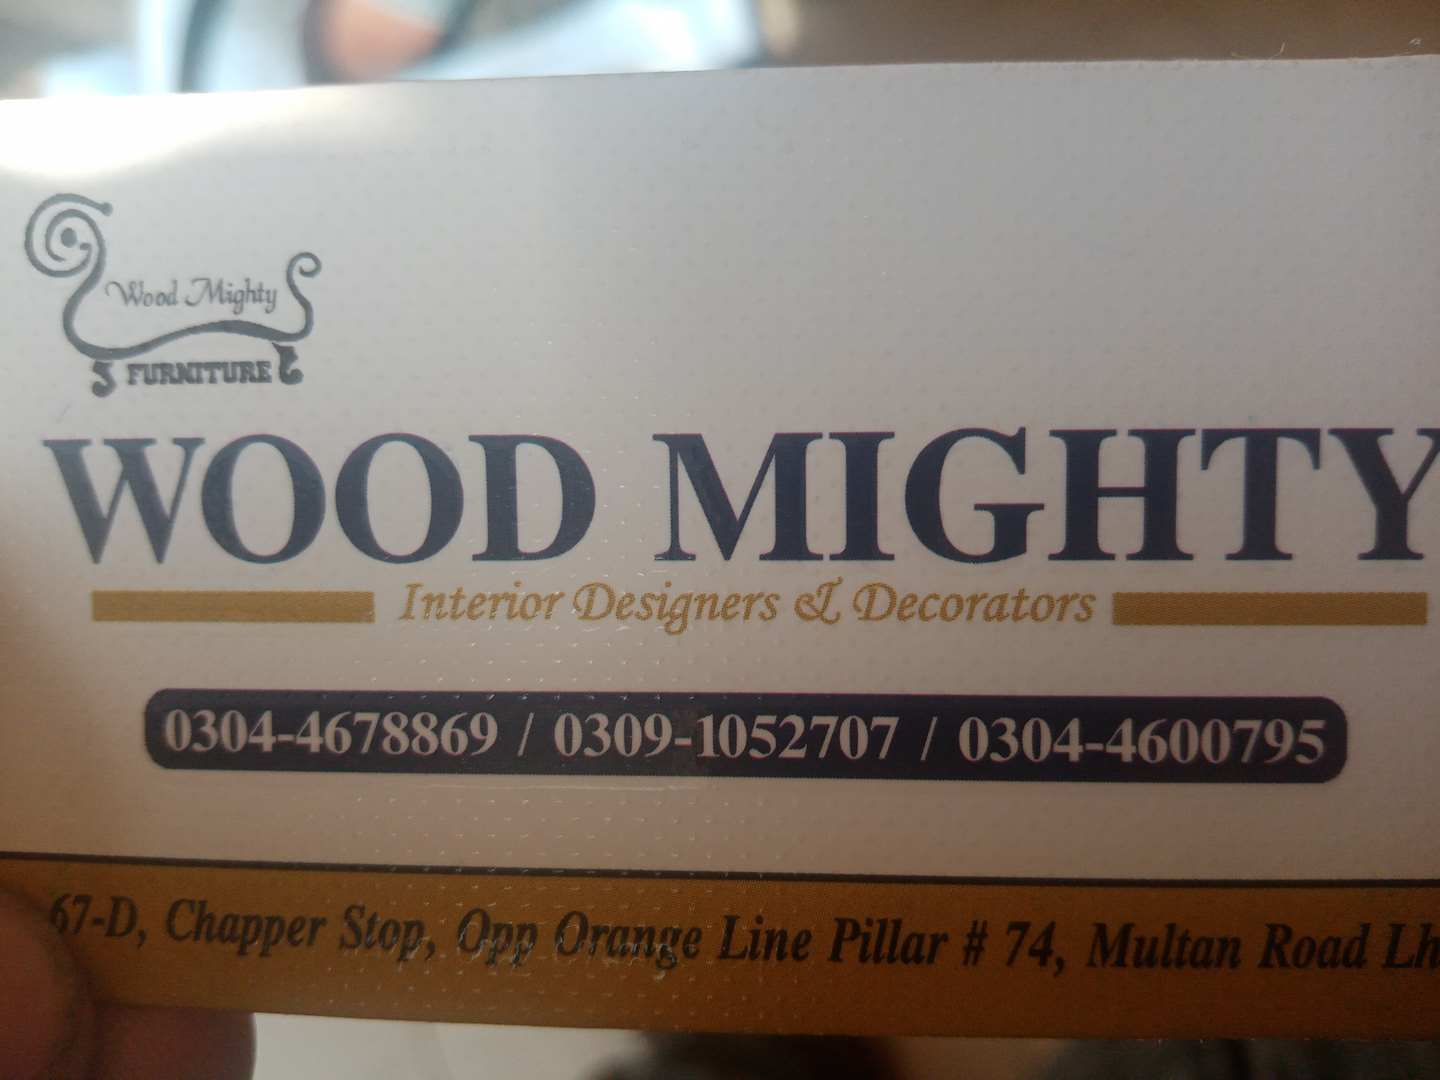 Wood Mighty
FURNITURE
WOOD MIGHTY
Interior Designers & Decorators
0304-4678869 / 0309-1052707 / 0304-4600795
67-D, Chapper Stop, Opp Orange Line Pillar # 74, Multan Road Lh